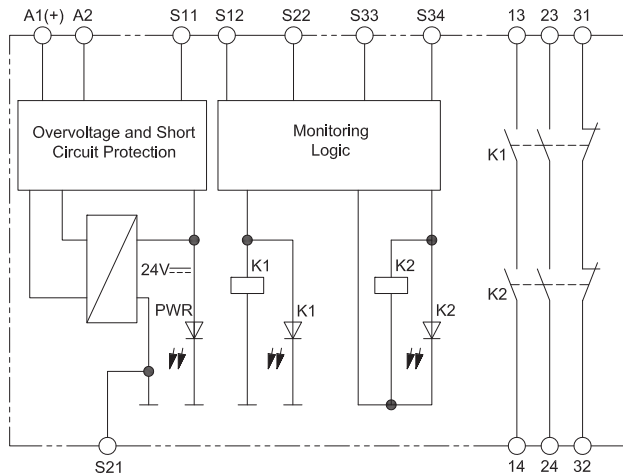 A1(+) A2 S11 S12 S22 S33 S34 13 23 31
Overvoltage and Short
Circuit Protection
Monitoring
Logic
K1
24V
K1
K2
K2
PWR
K1
K2
S21
14 24 32